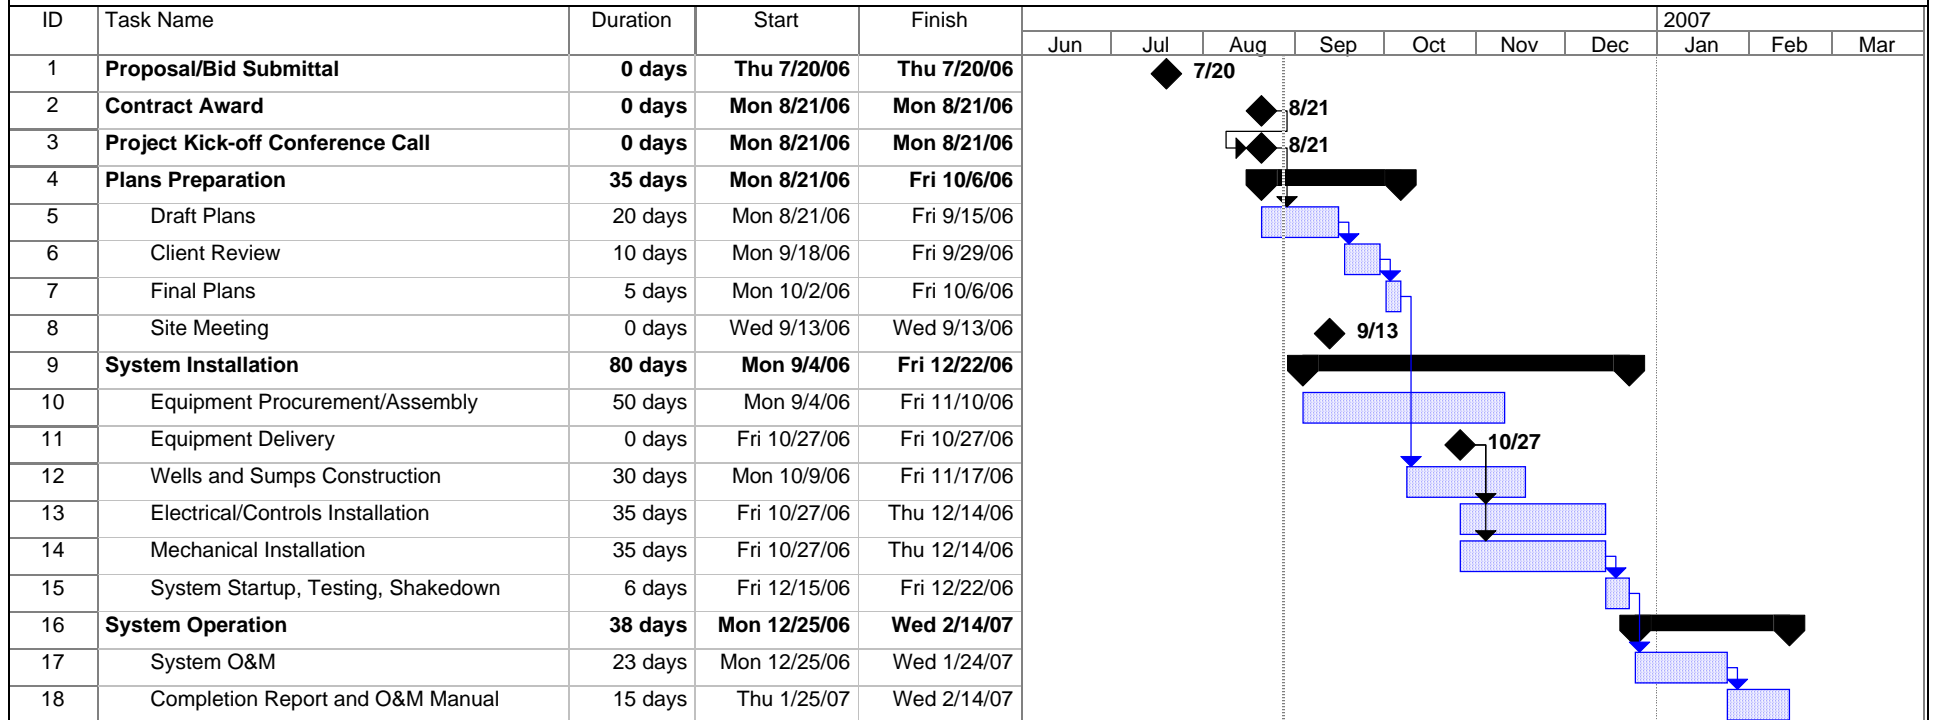 ID Task Name Duration Start Finish 2007
Jun Jul Aug Sep Oct Nov Dec Jan Feb Mar
1 Proposal/Bid Submittal 0 days Thu 7/20/06 Thu 7/20/06 7/20
2 Contract Award 0 days Mon 8/21/06 Mon 8/21/06 8/21
3 Project Kick-off Conference Call 0 days Mon 8/21/06 Mon 8/21/06 8/21
4 Plans Preparation 35 days Mon 8/21/06 Fri 10/6/06
5 Draft Plans 20 days Mon 8/21/06 Fri 9/15/06
6 Client Review 10 days Mon 9/18/06 Fri 9/29/06
7 Final Plans 5 days Mon 10/2/06 Fri 10/6/06
8 Site Meeting 0 days Wed 9/13/06 Wed 9/13/06 9/13
9 System Installation 80 days Mon 9/4/06 Fri 12/22/06
10 Equipment Procurement/Assembly 50 days Mon 9/4/06 Fri 11/10/06
11 Equipment Delivery 0 days Fri 10/27/06 Fri 10/27/06 10/27
12 Wells and Sumps Construction 30 days Mon 10/9/06 Fri 11/17/06
13 Electrical/Controls Installation 35 days Fri 10/27/06 Thu 12/14/06
14 Mechanical Installation 35 days Fri 10/27/06 Thu 12/14/06
15 System Startup, Testing, Shakedown 6 days Fri 12/15/06 Fri 12/22/06
16 System Operation 38 days Mon 12/25/06 Wed 2/14/07
17 System O&M 23 days Mon 12/25/06 Wed 1/24/07
18 Completion Report and O&M Manual 15 days Thu 1/25/07 Wed 2/14/07